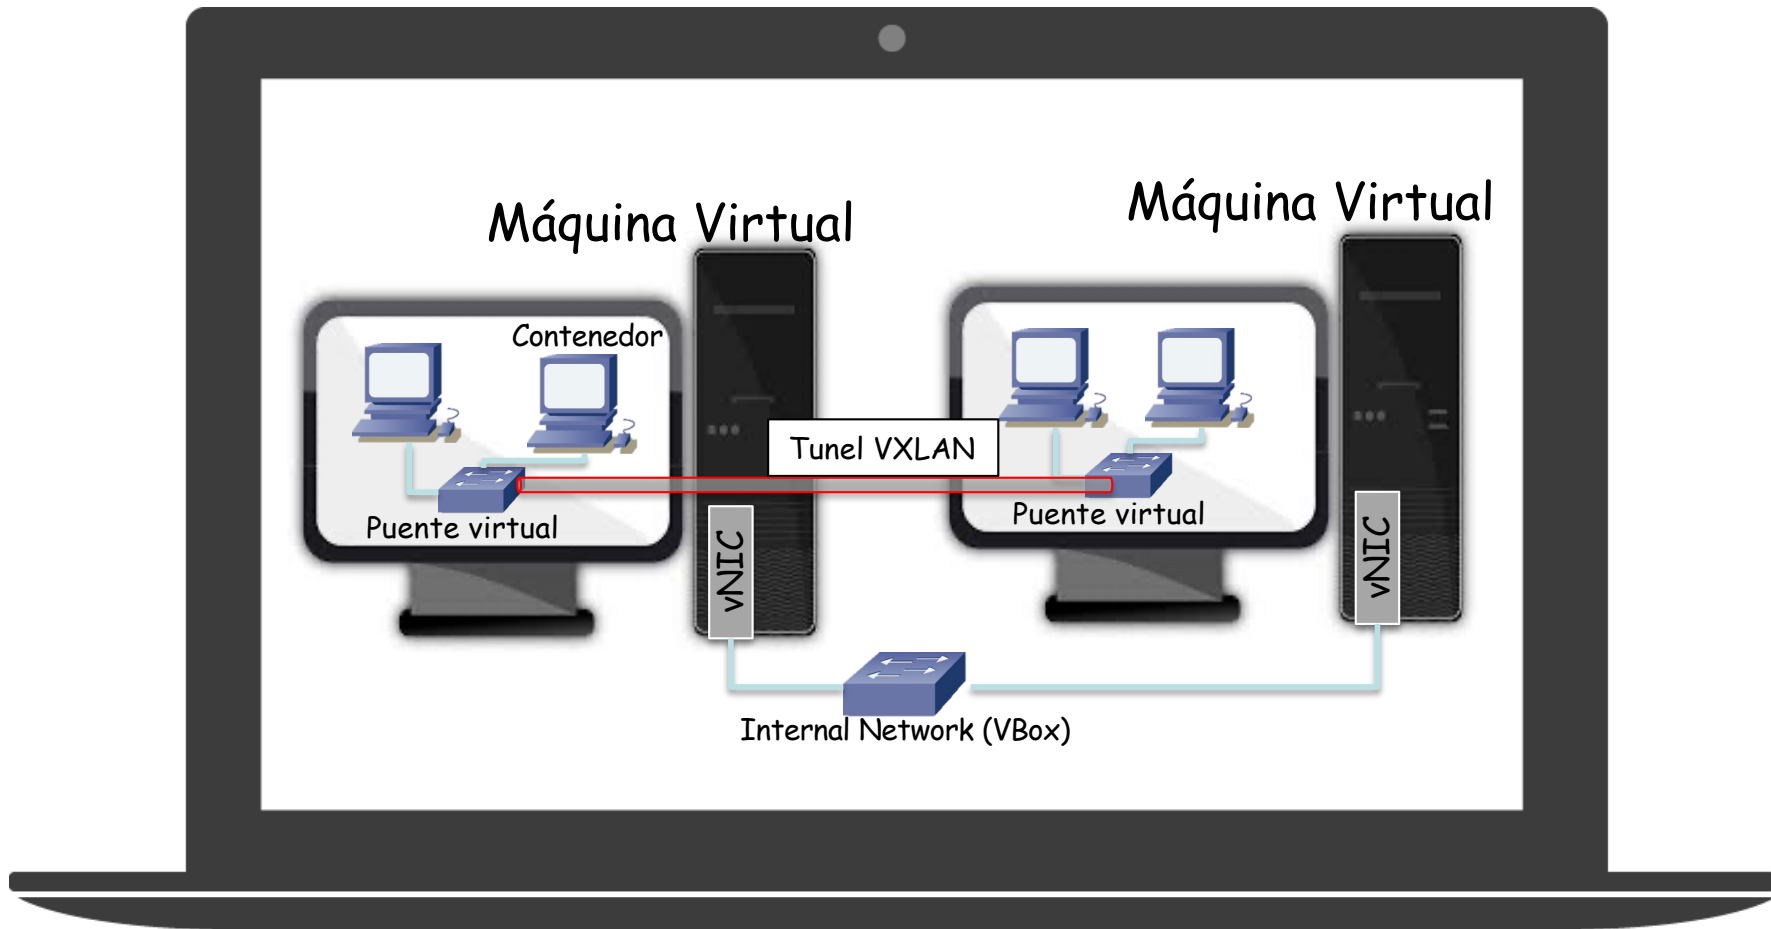 Máquina Virtual
Máquina Virtual
Contenedor
Tunel VXLAN
Puente virtual
Puente virtual
vNIC
vNIC
Internal Network (VBox)